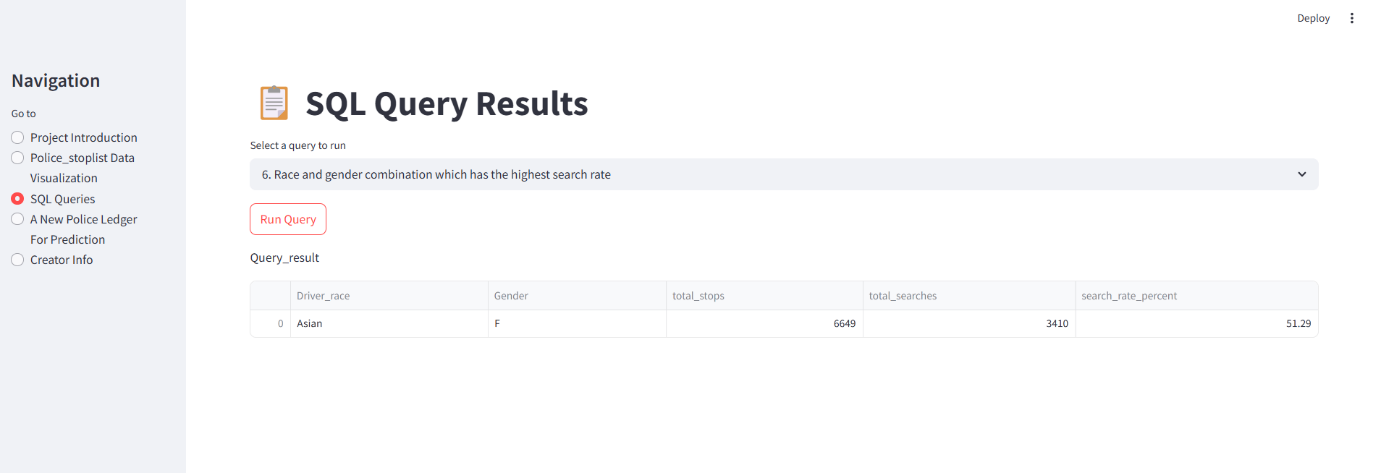 Deploy
Navigation
Go to
Project Introduction
Police_stoplist Data
Visualization
SQL Queries
A New Police Ledger
For Prediction
Creator Info
SQL Query Results
Select a query to run
6. Race and gender combination which has the highest search rate
Run Query
Query_result
Driver_race Gender total_stops total_searches search_rate_percent
0 Asian F 6649 3410 51.29